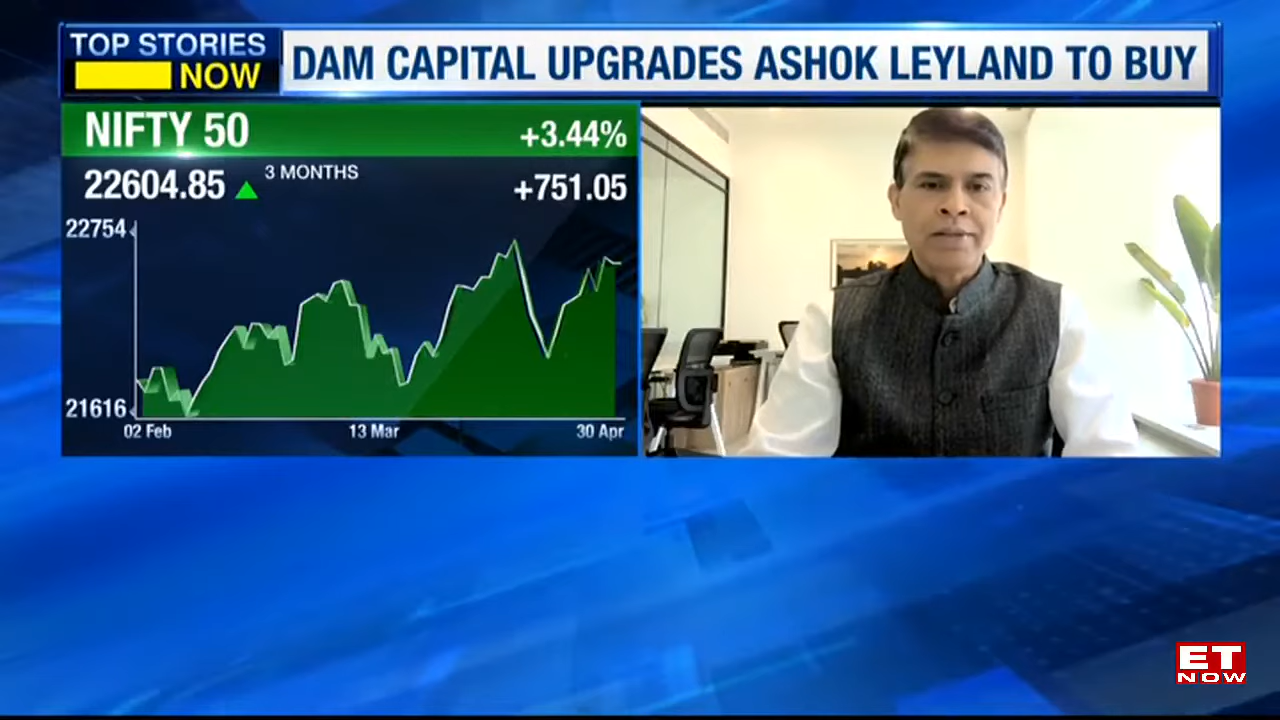 TOP STORIES
NOW
DAM CAPITAL UPGRADES ASHOK LEYLAND TO BUY
NIFTY 50
+3.44%
22604.85
3 MONTHS
+751.05
22754
21616
02 Feb
13 Mar
30 Apr
ET
NOW